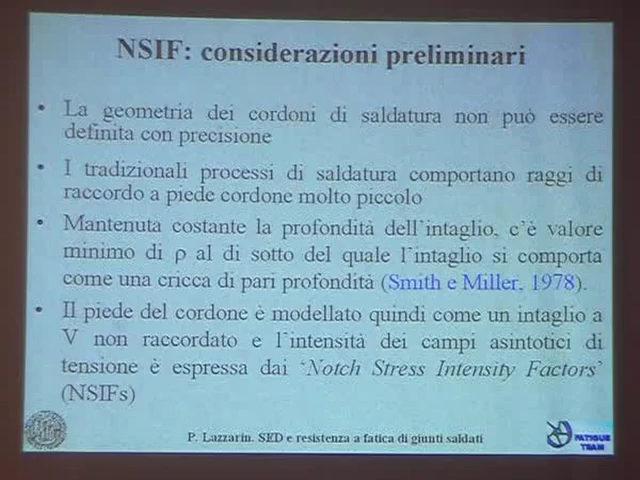 NSIF: considerazioni preliminari
• La geometria dei cordoni di saldatura non può essere
definita con precisione
• I tradizionali processi di saldatura comportano raggi di
raccordo a piede cordone molto piccolo
• Mantenuta costante la profondità dell'intaglio, c'è valore
minimo di ρ al di sotto del quale l'intaglio si comporta
come una cricca di pari profondità (Smith e Miller, 1978).
• Il piede del cordone è modellato quindi come un intaglio a
V non raccordato e l'intensità dei campi asintotici di
tensione è espressa dai 'Notch Stress Intensity Factors'
(NSIFs)
P. Lazzarin. SED e resistenza a fatica di giunti saldati
FATIGUE
TEAM